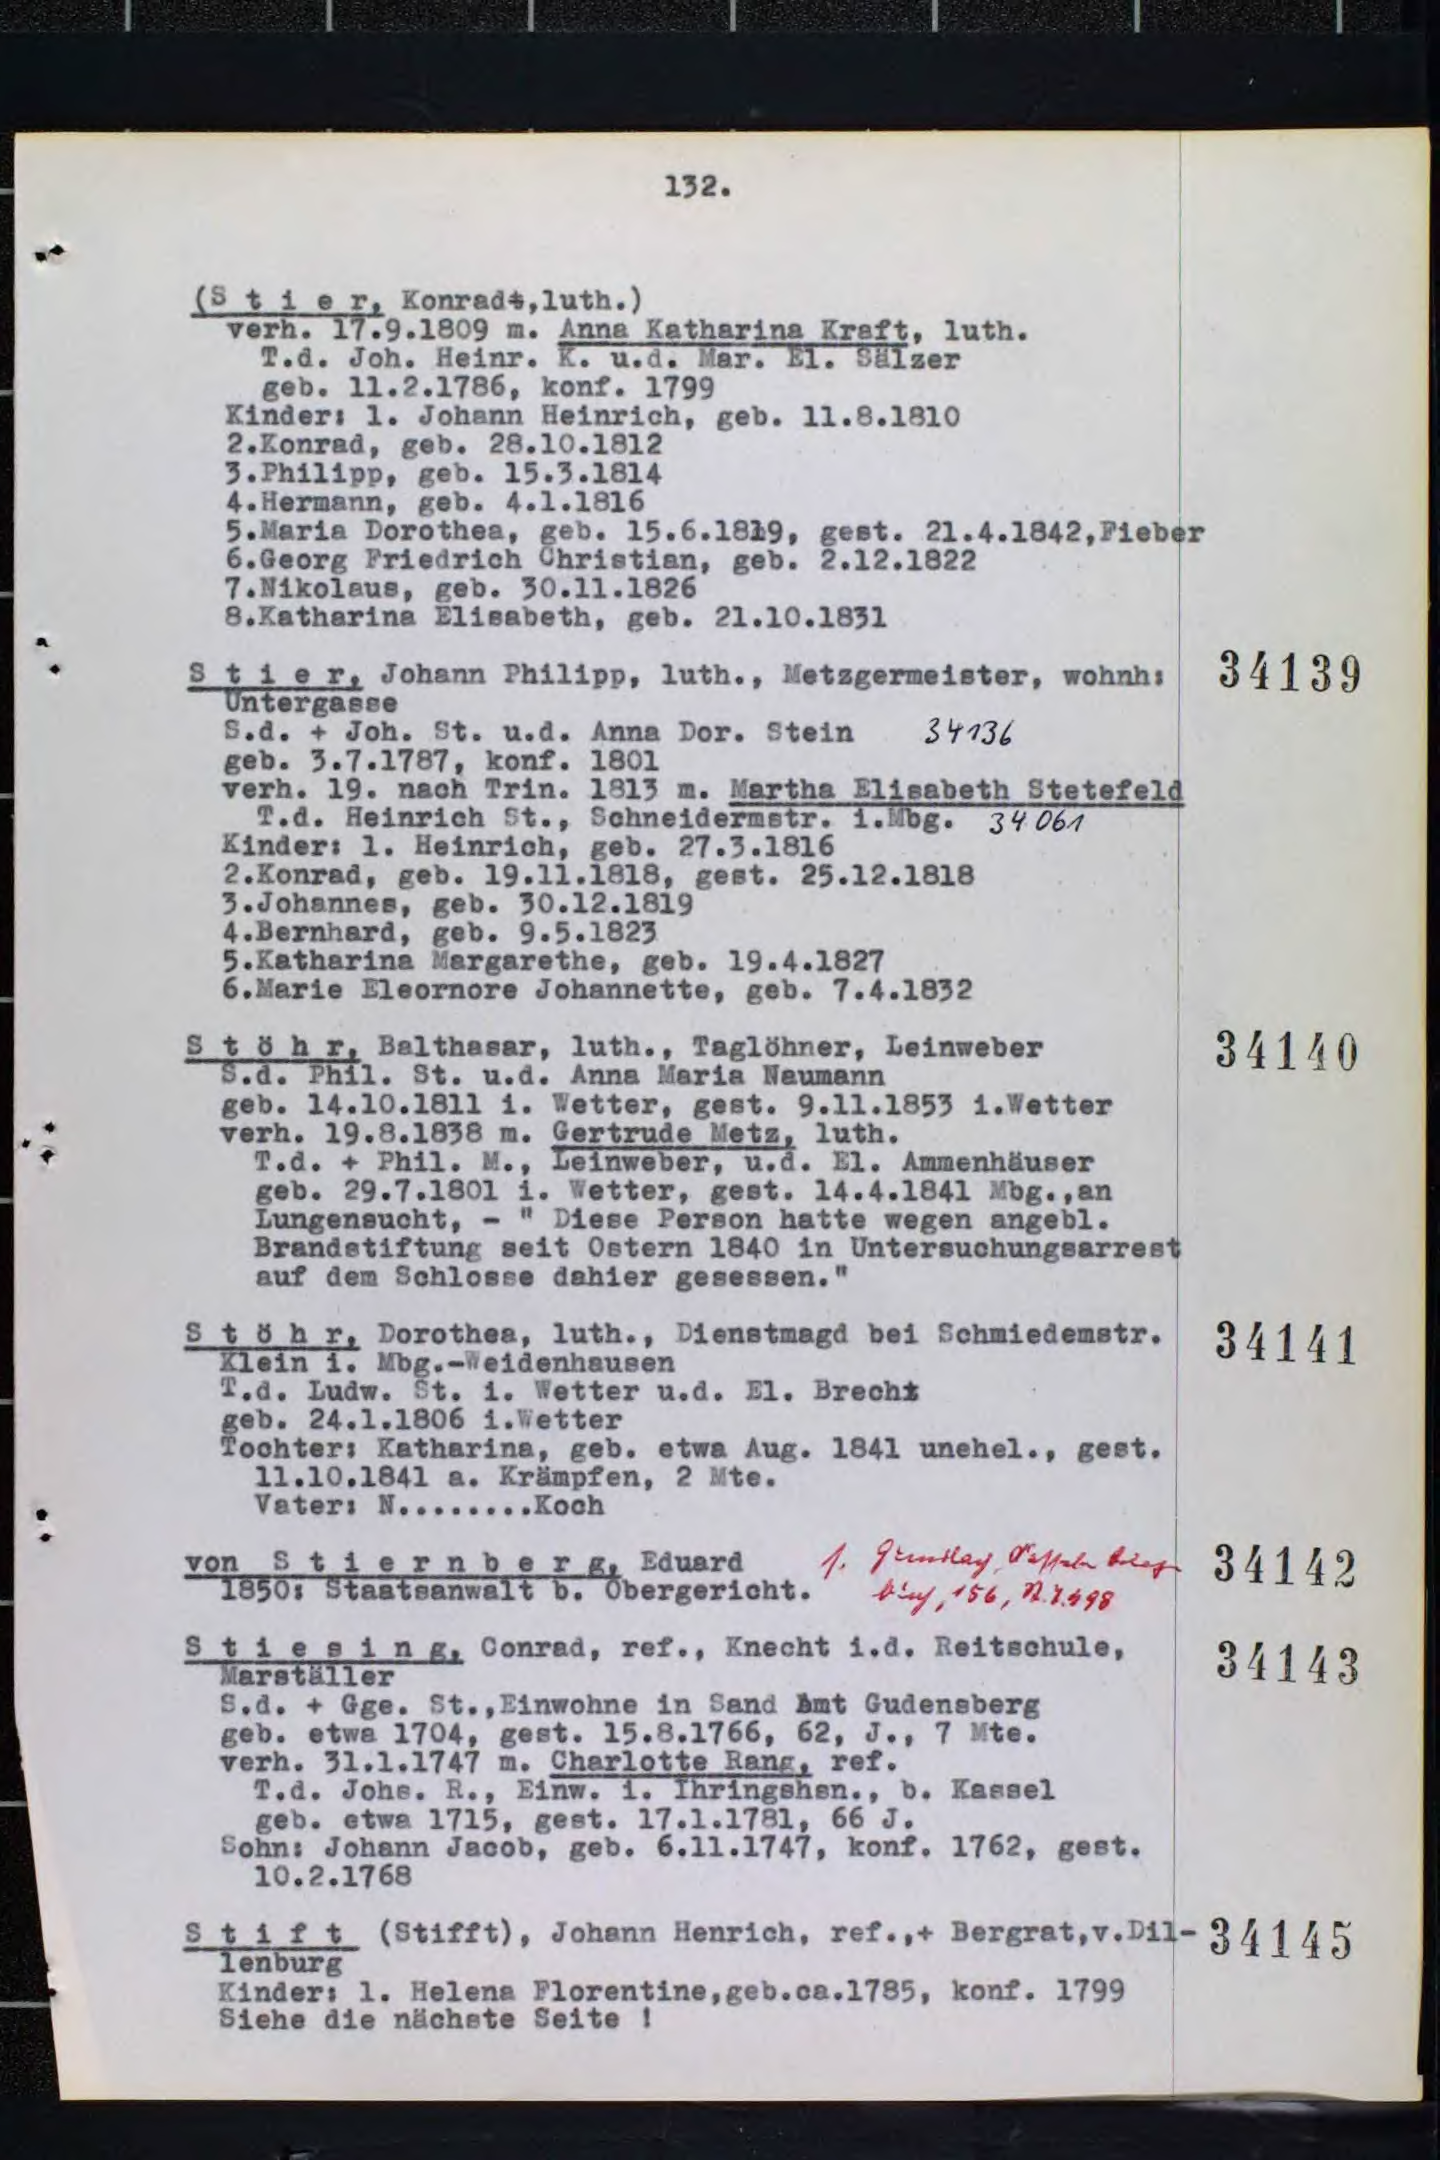 132.
(S t i e r, Konrad,luth.)
verh. 17.9.1809 m. Anna Katharina Kraft, luth.
T.d. Joh. Heinr. K. u.d. Mar. El. Sälzer
geb. 11.2.1786, konf. 1799
Kinder: 1. Johann Heinrich, geb. 11.8.1810
2.Konrad, geb. 28.10.1812
3.Philipp, geb. 15.3.1814
4.Hermann, geb. 4.1.1816
5.Maria Dorothea, geb. 15.6.1819, gest. 21.4.1842,Fieber
6.Georg Friedrich Christian, geb. 2.12.1822
7.Nikolaus, geb. 30.11.1826
8.Katharina Elisabeth, geb. 21.10.1831
S t i e r, Johann Philipp, luth., Metzgermeister, wohnh: 34139
Untergasse
S.d. + Joh. St. u.d. Anna Dor. Stein 34136
geb. 3.7.1787, konf. 1801
verh. 19. nach Trin. 1813 m. Martha Elisabeth Stetefeld
T.d. Heinrich St., Schneidermstr. i.Mbg. 34061
Kinder: 1. Heinrich, geb. 27.3.1816
2.Konrad, geb. 19.11.1818, gest. 25.12.1818
3.Johannes, geb. 30.12.1819
4.Bernhard, geb. 9.5.1823
5.Katharina Margarethe, geb. 19.4.1827
6.Marie Eleornore Johannette, geb. 7.4.1832
S t ö h r, Balthasar, luth., Taglöhner, Leinweber 34140
S.d. Phil. St. u.d. Anna Maria Naumann
geb. 14.10.1811 i. Wetter, gest. 9.11.1853 i.Wetter
verh. 19.8.1838 m. Gertrude Metz, luth.
T.d. + Phil. M., Leinweber, u.d. El. Ammenhäuser
geb. 29.7.1801 i. Wetter, gest. 14.4.1841 Mbg.,an
Lungensucht, - " Diese Person hatte wegen angebl.
Brandstiftung seit Ostern 1840 in Untersuchungsarrest
auf dem Schlosse dahier gesessen."
S t ö h r, Dorothea, luth., Dienstmagd bei Schmiedemstr. 34141
Klein i. Mbg.-Weidenhausen
T.d. Ludw. St. i. Wetter u.d. El. Brecht
geb. 24.1.1806 i.Wetter
Tochter: Katharina, geb. etwa Aug. 1841 unehel., gest.
11.10.1841 a. Krämpfen, 2 Mte.
Vater: N........Koch
von S t i e r n b e r g, Eduard 34142
1850: Staatsanwalt b. Obergericht. 156,
S t i e s i n g, Conrad, ref., Knecht i.d. Reitschule, 34143
Marställer
S.d. + Gge. St.,Einwohne in Sand Amt Gudensberg
geb. etwa 1704, gest. 15.8.1766, 62, J., 7 Mte.
verh. 31.1.1747 m. Charlotte Rang, ref.
T.d. Johs. R., Einw. i. Ihringshsn., b. Kassel
geb. etwa 1715, gest. 17.1.1781, 66 J.
Sohn: Johann Jacob, geb. 6.11.1747, konf. 1762, gest.
10.2.1768
S t i f t (Stifft), Johann Henrich, ref.,+ Bergrat,v.Dil- 34145
lenburg
Kinder: 1. Helena Florentine,geb.ca.1785, konf. 1799
Siehe die nächste Seite !